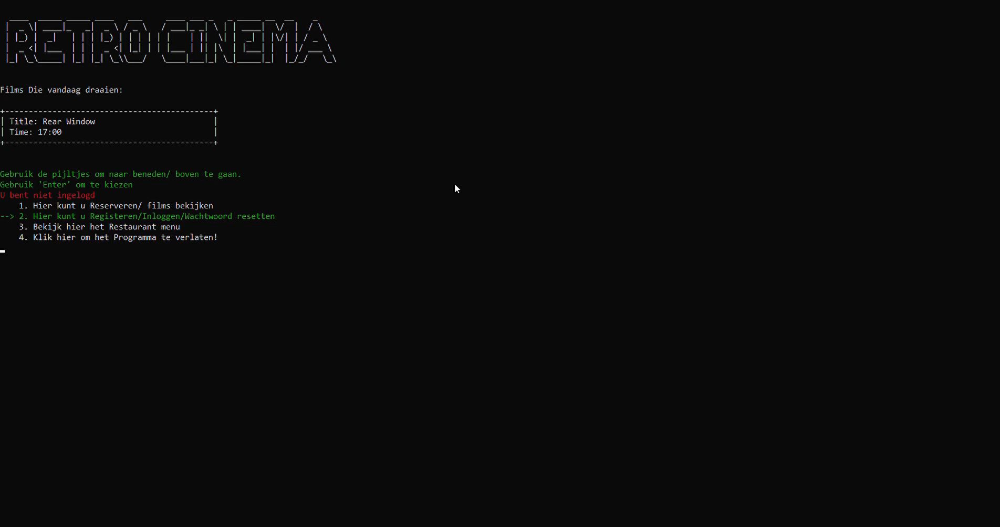 RETRO CINEMA
Films Die vandaag draaien:
+--------------------------------------------+
| Title: Rear Window                         |
| Time: 17:00                                |
+--------------------------------------------+
Gebruik de pijltjes om naar beneden/ boven te gaan.
Gebruik 'Enter' om te kiezen
U bent niet ingelogd
1. Hier kunt u Reserveren/ films bekijken
--> 2. Hier kunt u Registeren/Inloggen/Wachtwoord resetten
3. Bekijk hier het Restaurant menu
4. Klik hier om het Programma te verlaten!